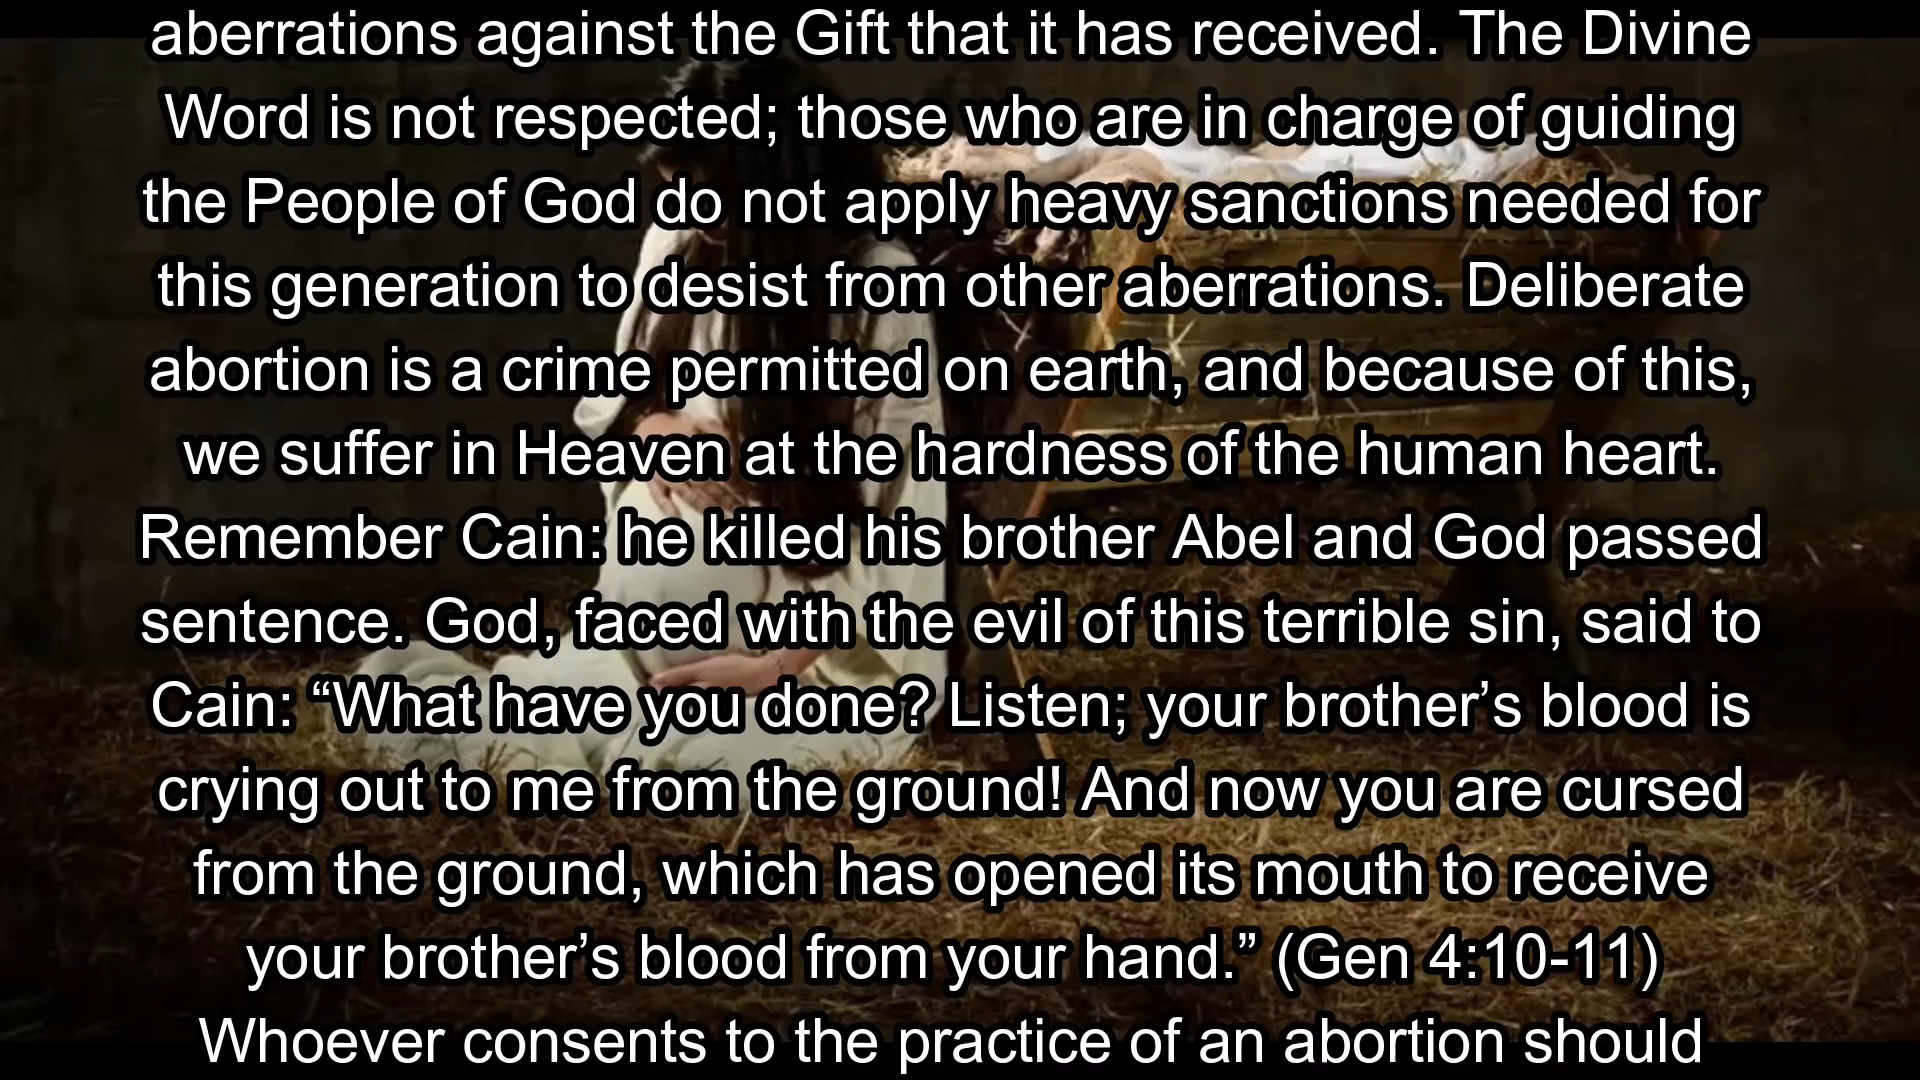 aberrations against the Gift that it has received. The Divine
Word is not respected; those who are in charge of guiding
the People of God do not apply heavy sanctions needed for
this generation to desist from other aberrations. Deliberate
abortion is a crime permitted on earth, and because of this,
we suffer in Heaven at the hardness of the human heart.
Remember Cain: he killed his brother Abel and God passed
sentence. God, faced with the evil of this terrible sin, said to
Cain: “What have you done? Listen; your brother’s blood is
crying out to me from the ground! And now you are cursed
from the ground, which has opened its mouth to receive
your brother’s blood from your hand.” (Gen 4:10-11)
Whoever consents to the practice of an abortion should